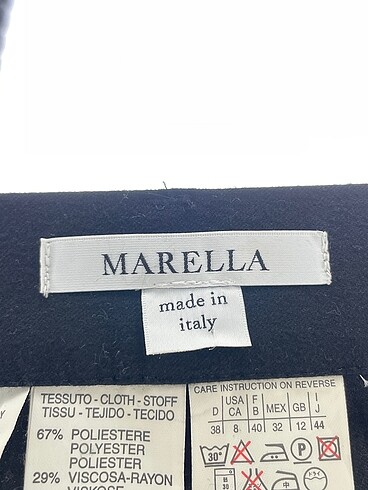 MARELLA
made in
italy
TESSUTO - CLOTH - STOFF
TISSU - TEJIDO - TECIDO
67% POLIESTERE
POLYESTER
POLIESTER
29% VISCOSA-RAYON
VISKOSE
CARE INSTRUCTION ON REVERSE
D USA CA F B MEX GB I J
38 8 40 32 12 44
30°